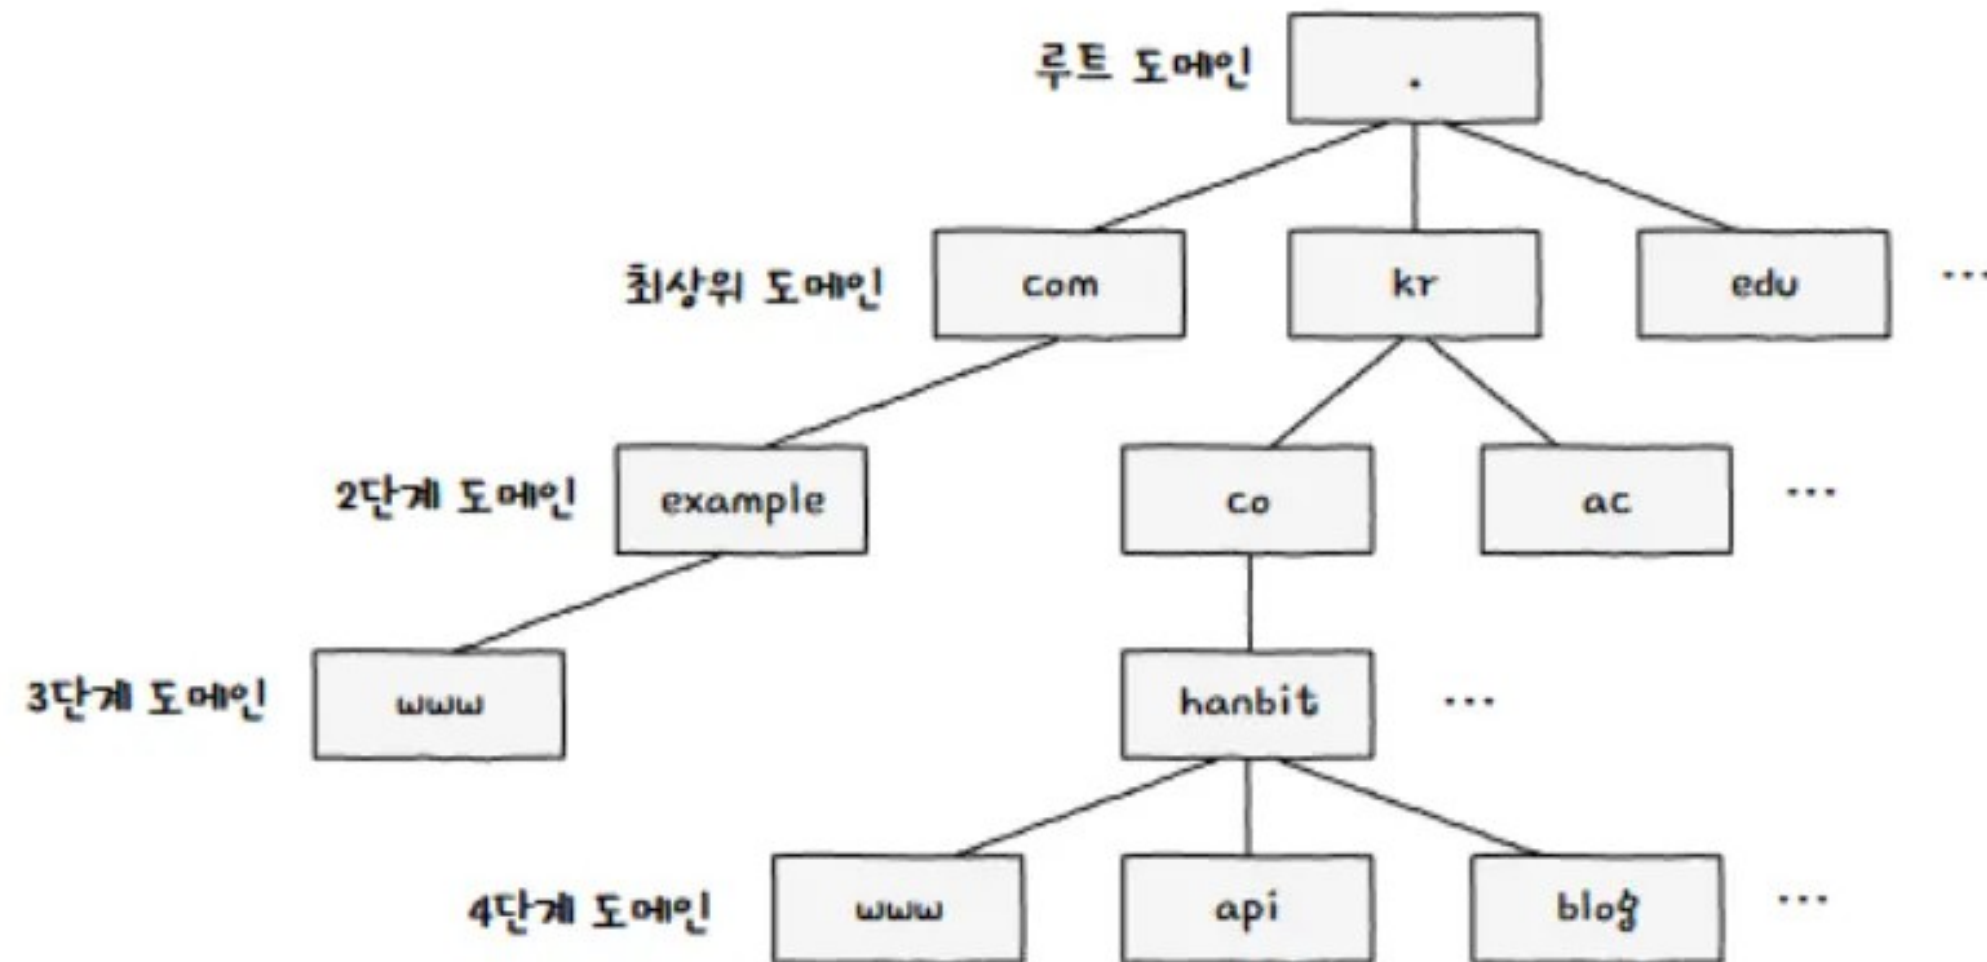 루트 도메인 .
최상위 도메인 com kr edu ...
2단계 도메인 example co ac ...
3단계 도메인 www hanbit ...
4단계 도메인 www api blog ...